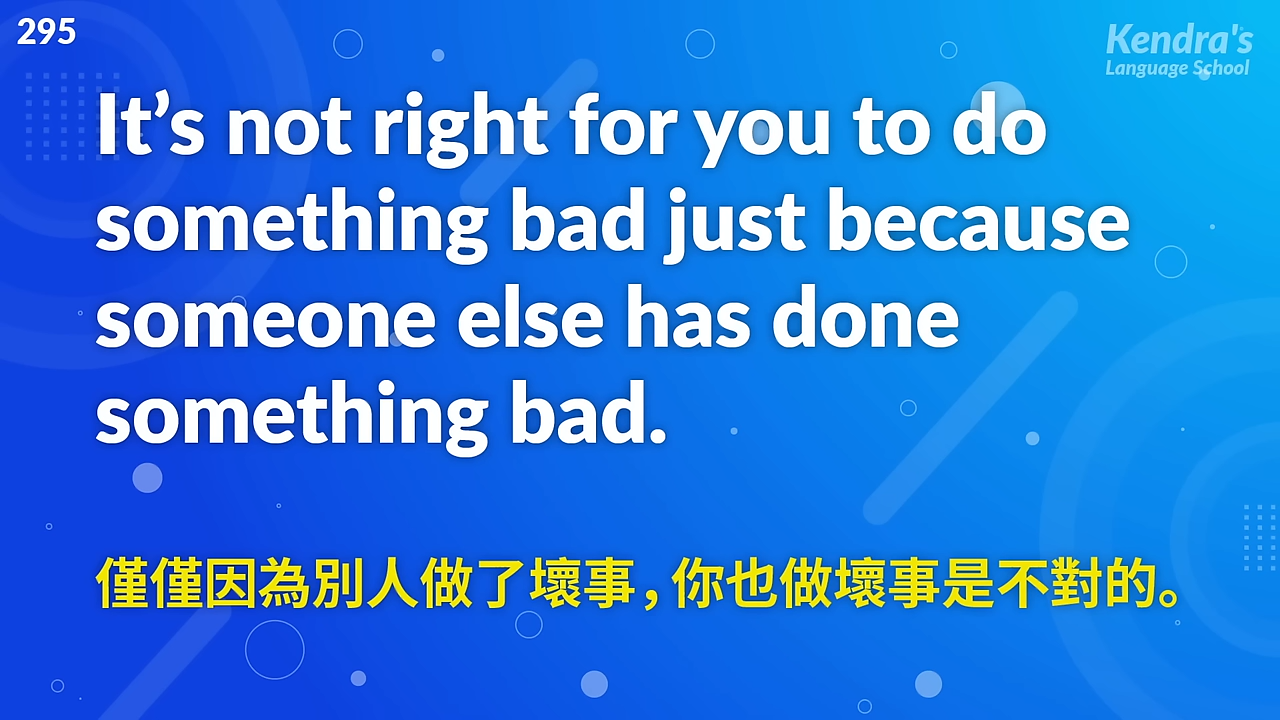 295
Kendra's
Language School
It’s not right for you to do
something bad just because
someone else has done
something bad.
僅僅因為別人做了壞事，你也做壞事是不對的。